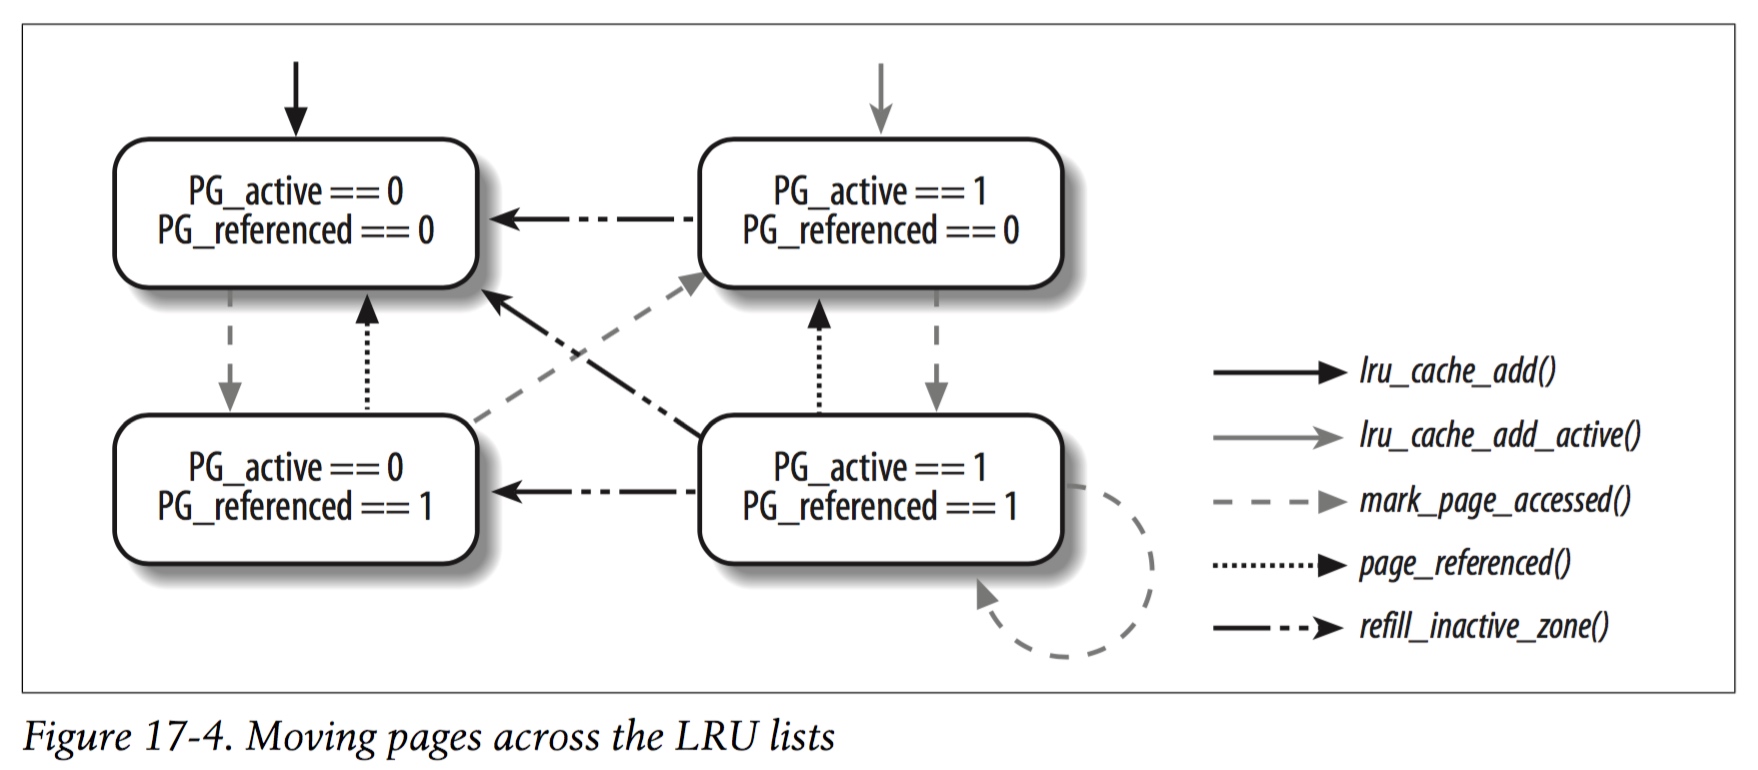 PG_active == 0
PG_referenced == 0
PG_active == 1
PG_referenced == 0
PG_active == 0
PG_referenced == 1
PG_active == 1
PG_referenced == 1
lru_cache_add()
lru_cache_add_active()
mark_page_accessed()
page_referenced()
refill_inactive_zone()
Figure 17-4. Moving pages across the LRU lists